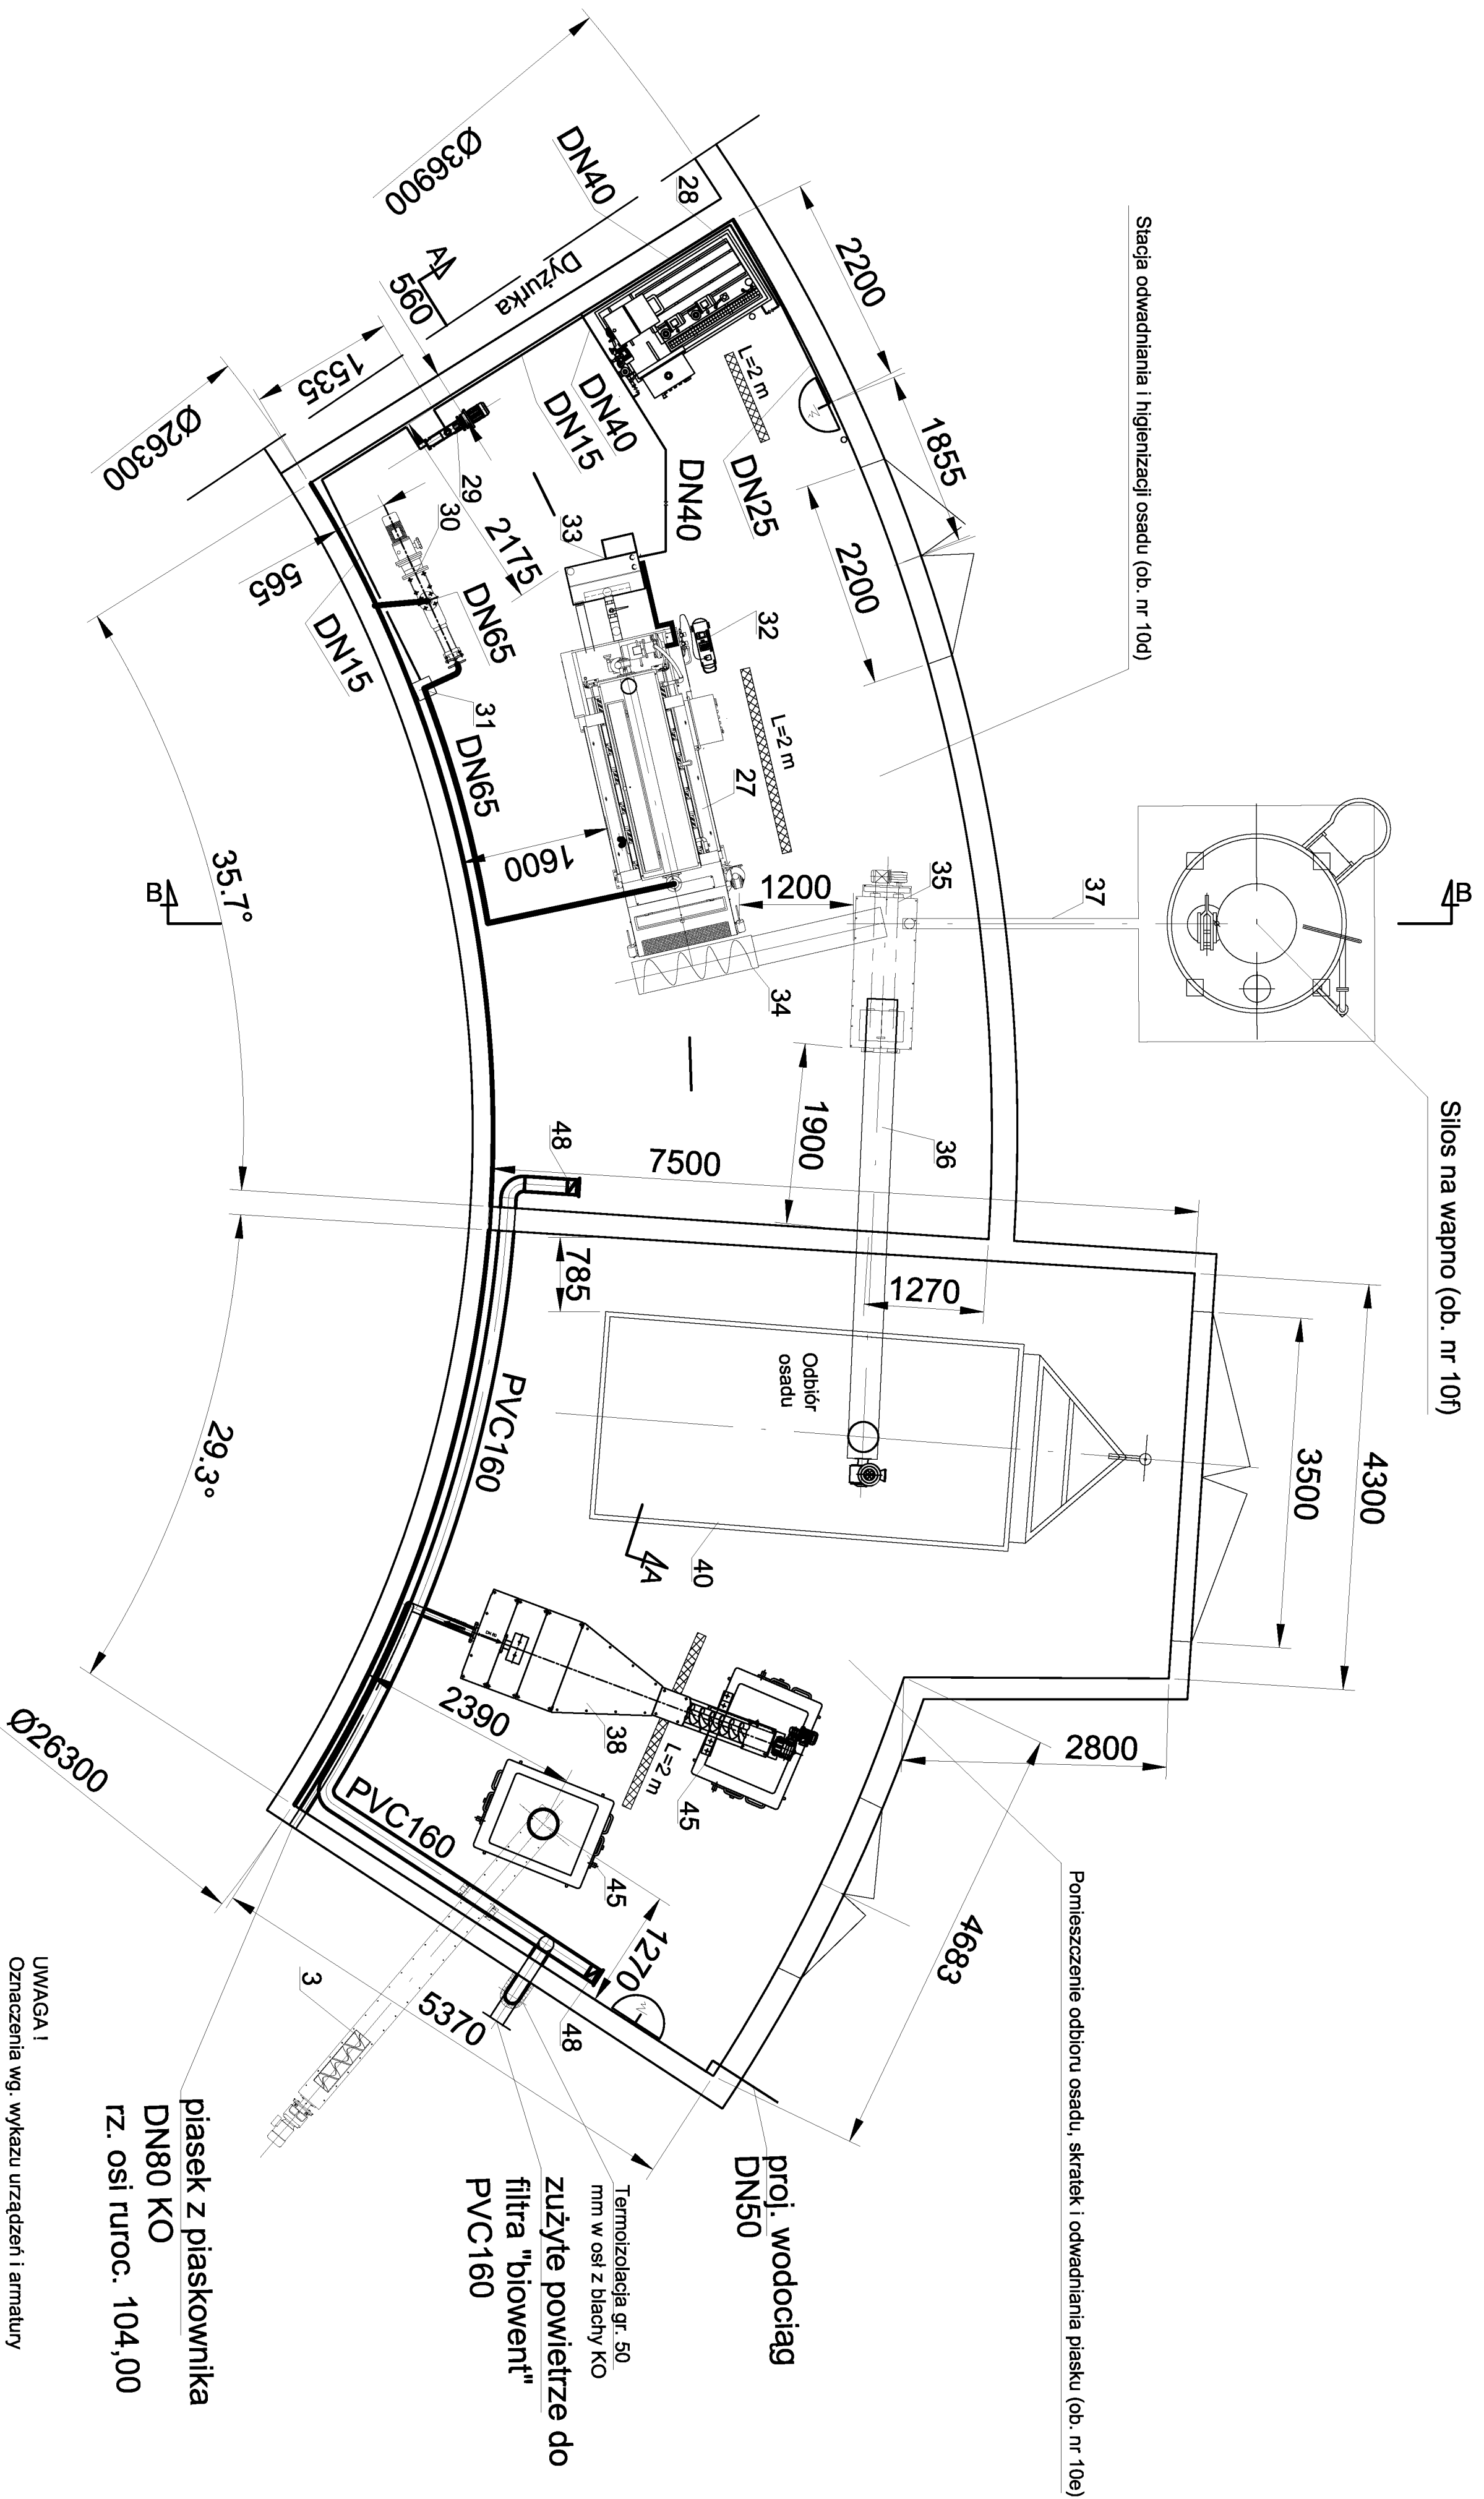 Silos na wapno (ob. nr 10f)
Stacja odwadniania i higienizacji osadu (ob. nr 10d)
Pomieszczenie odbioru osadu, skratek i odwadniania piasku (ob. nr 10e)
B
B
37
4300
3500
2800
4683
2200
1855
2200
DN40
28
Ø36900
L=2 m
DN25
DN40
DN15
DN40
Dyżurka
A
560
1535
Ø26300
29
30
2175
33
32
565
DN65
DN15
31
DN65
L=2 m
27
1600
1200
35
34
1900
36
7500
48
785
1270
Odbiór
osadu
40
A
35.7°
29.3°
PVC160
DN 80
38
2390
L=2 m
45
45
PVC160
1270
48
3
5370
Ø26300
proj. wodociąg
DN50
Termoizolacja gr. 50
mm w osł z blachy KO
zużyte powietrze do
filtra "biowent"
PVC160
piasek z piaskownika
DN80 KO
rz. osi ruroc. 104,00
UWAGA !
Oznaczenia wg. wykazu urządzeń i armatury